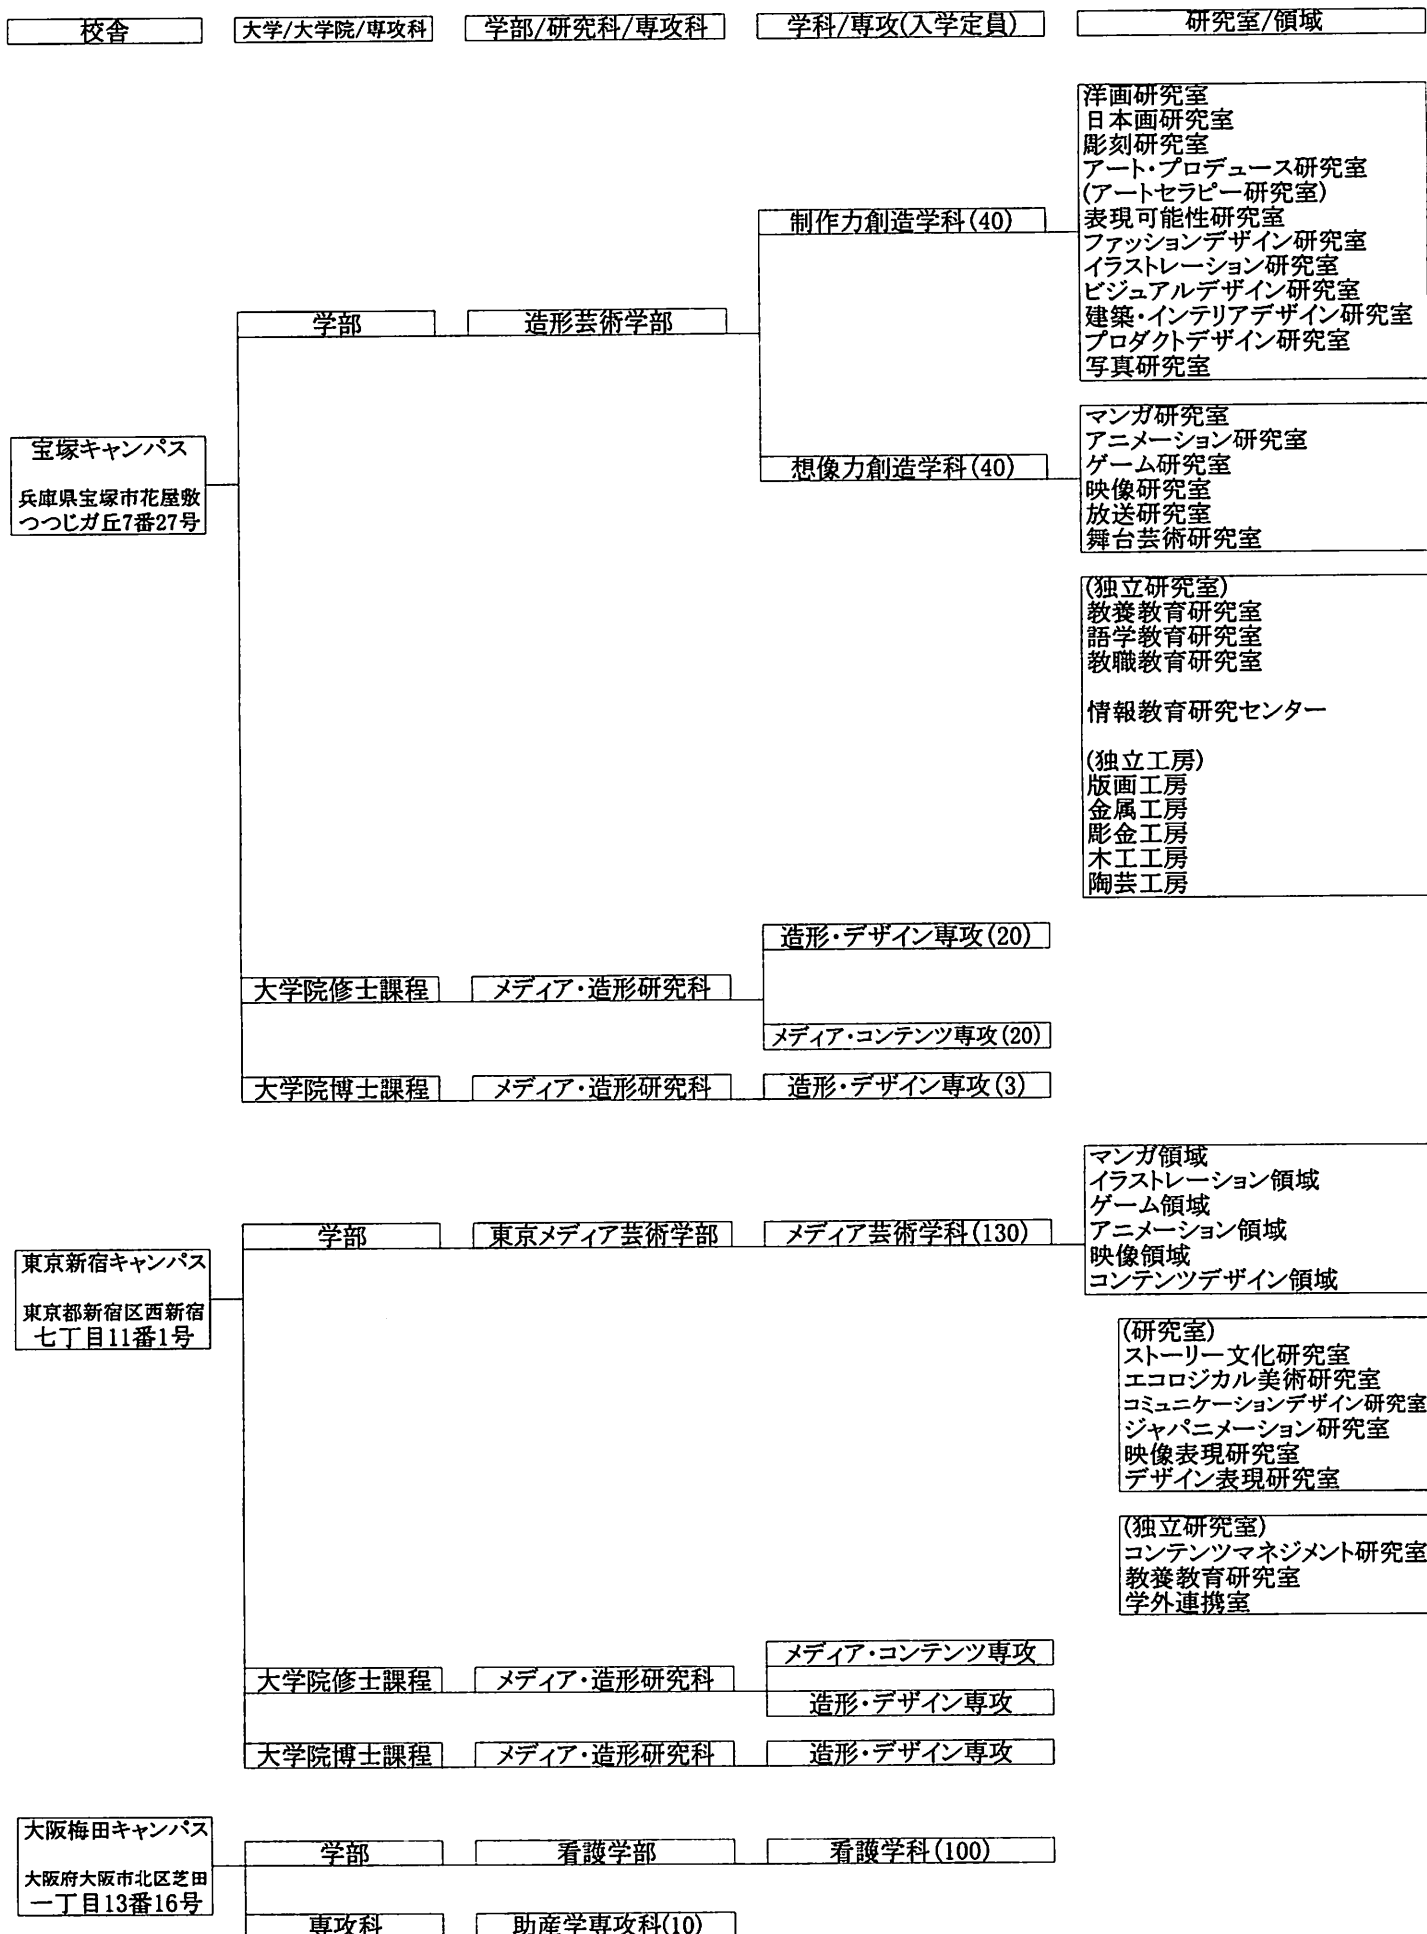 校舎
大学/大学院/専攻科
学部/研究科/専攻科
学科/専攻(入学定員)
研究室/領域
宝塚キャンパス
兵庫県宝塚市花屋敷
つつじガ丘7番27号
学部
造形芸術学部
制作力創造学科(40)
洋画研究室
日本画研究室
彫刻研究室
アート・プロデュース研究室
(アートセラピー研究室)
表現可能性研究室
ファッションデザイン研究室
イラストレーション研究室
ビジュアルデザイン研究室
建築・インテリアデザイン研究室
プロダクトデザイン研究室
写真研究室
想像力創造学科(40)
マンガ研究室
アニメーション研究室
ゲーム研究室
映像研究室
放送研究室
舞台芸術研究室
(独立研究室)
教養教育研究室
語学教育研究室
教職教育研究室
情報教育研究センター
(独立工房)
版画工房
金属工房
彫金工房
木工工房
陶芸工房
大学院修士課程
メディア・造形研究科
造形・デザイン専攻(20)
メディア・コンテンツ専攻(20)
大学院博士課程
メディア・造形研究科
造形・デザイン専攻(3)
東京新宿キャンパス
東京都新宿区西新宿
七丁目11番1号
学部
東京メディア芸術学部
メディア芸術学科(130)
マンガ領域
イラストレーション領域
ゲーム領域
アニメーション領域
映像領域
コンテンツデザイン領域
(研究室)
ストーリー文化研究室
エコロジカル美術研究室
コミュニケーションデザイン研究室
ジャパニメーション研究室
映像表現研究室
デザイン表現研究室
(独立研究室)
コンテンツマネジメント研究室
教養教育研究室
学外連携室
大学院修士課程
メディア・造形研究科
メディア・コンテンツ専攻
造形・デザイン専攻
大学院博士課程
メディア・造形研究科
造形・デザイン専攻
大阪梅田キャンパス
大阪府大阪市北区芝田
一丁目13番16号
学部
看護学部
看護学科(100)
専攻科
助産学専攻科(10)